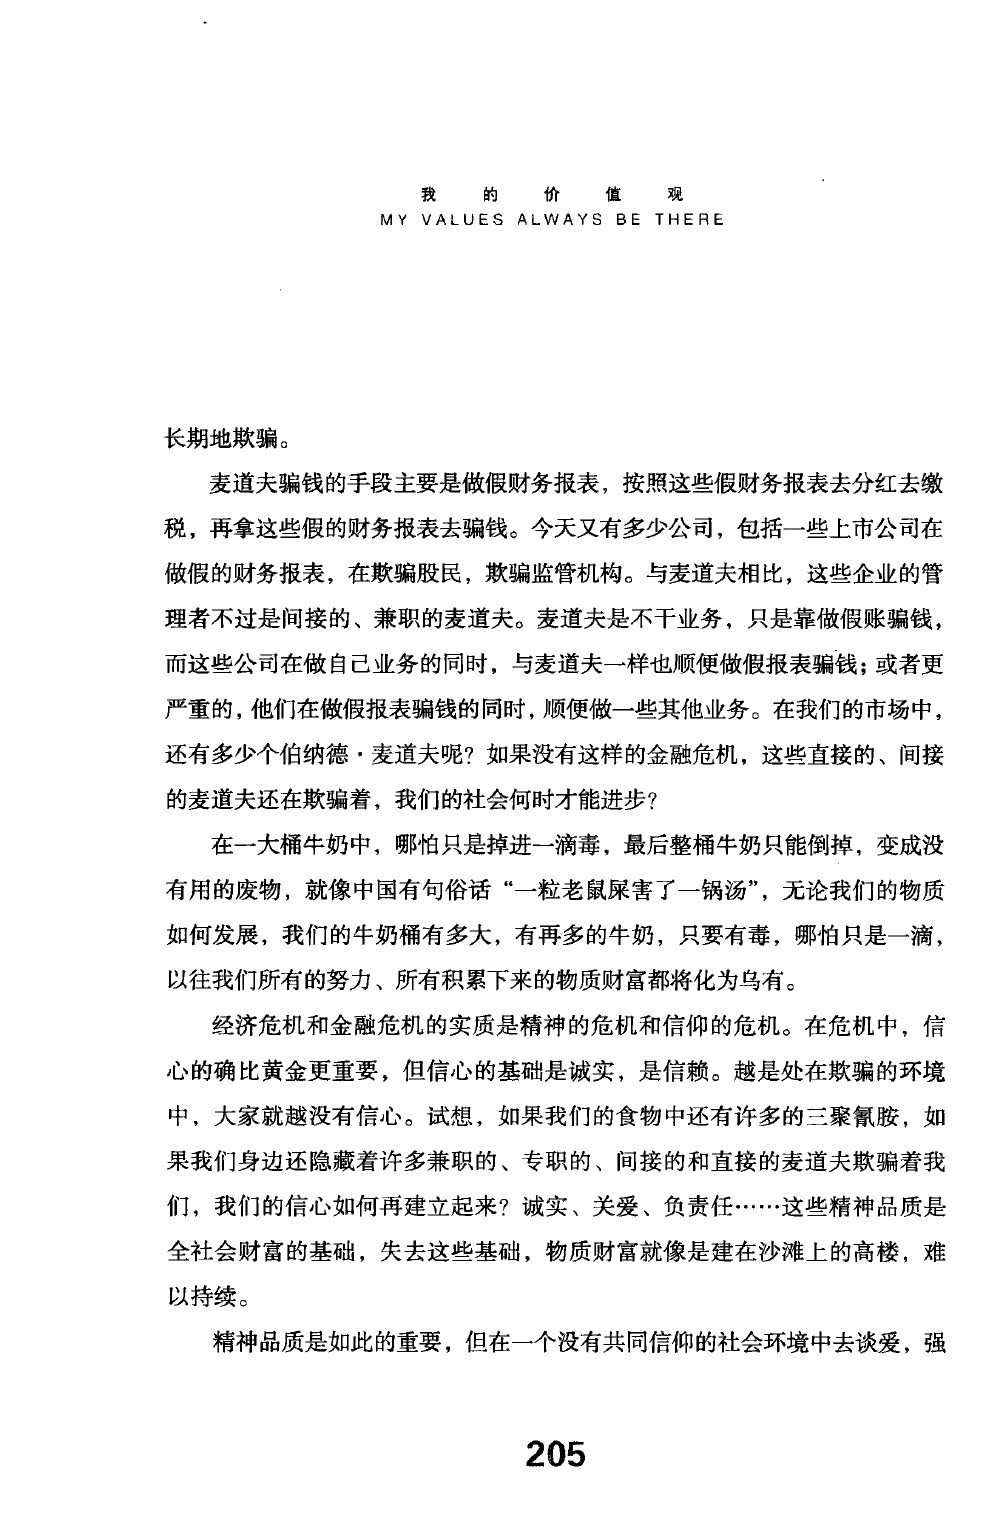 我的价值观
MY VALUES ALWAYS BE THERE
长期地欺骗。
麦道夫骗钱的手段主要是做假财务报表，按照这些假财务报表去分红去缴
税，再拿这些假的财务报表去骗钱。今天又有多少公司，包括一些上市公司在
做假的财务报表，在欺骗股民，欺骗监管机构。与麦道夫相比，这些企业的管
理者不过是间接的、兼职的麦道夫。麦道夫是不干业务，只是靠做假账骗钱，
而这些公司在做自己业务的同时，与麦道夫一样也顺便做假报表骗钱；或者更
严重的，他们在做假报表骗钱的同时，顺便做一些其他业务。在我们的市场中，
还有多少个伯纳德·麦道夫呢？如果没有这样的金融危机，这些直接的、间接
的麦道夫还在欺骗着，我们的社会何时才能进步？
在一大桶牛奶中，哪怕只是掉进一滴毒，最后整桶牛奶只能倒掉，变成没
有用的废物，就像中国有句俗话“一粒老鼠屎害了一锅汤”，无论我们的物质
如何发展，我们的牛奶桶有多大，有再多的牛奶，只要有毒，哪怕只是一滴，
以往我们所有的努力、所有积累下来的物质财富都将化为乌有。
经济危机和金融危机的实质是精神的危机和信仰的危机。在危机中，信
心的确比黄金更重要，但信心的基础是诚实，是信赖。越是处在欺骗的环境
中，大家就越没有信心。试想，如果我们的食物中还有许多的三聚氰胺，如
果我们身边还隐藏着许多兼职的、专职的、间接的和直接的麦道夫欺骗着我
们，我们的信心如何再建立起来？诚实、关爱、负责任……这些精神品质是
全社会财富的基础，失去这些基础，物质财富就像是建在沙滩上的高楼，难
以持续。
精神品质是如此的重要，但在一个没有共同信仰的社会环境中去谈爱，强
205